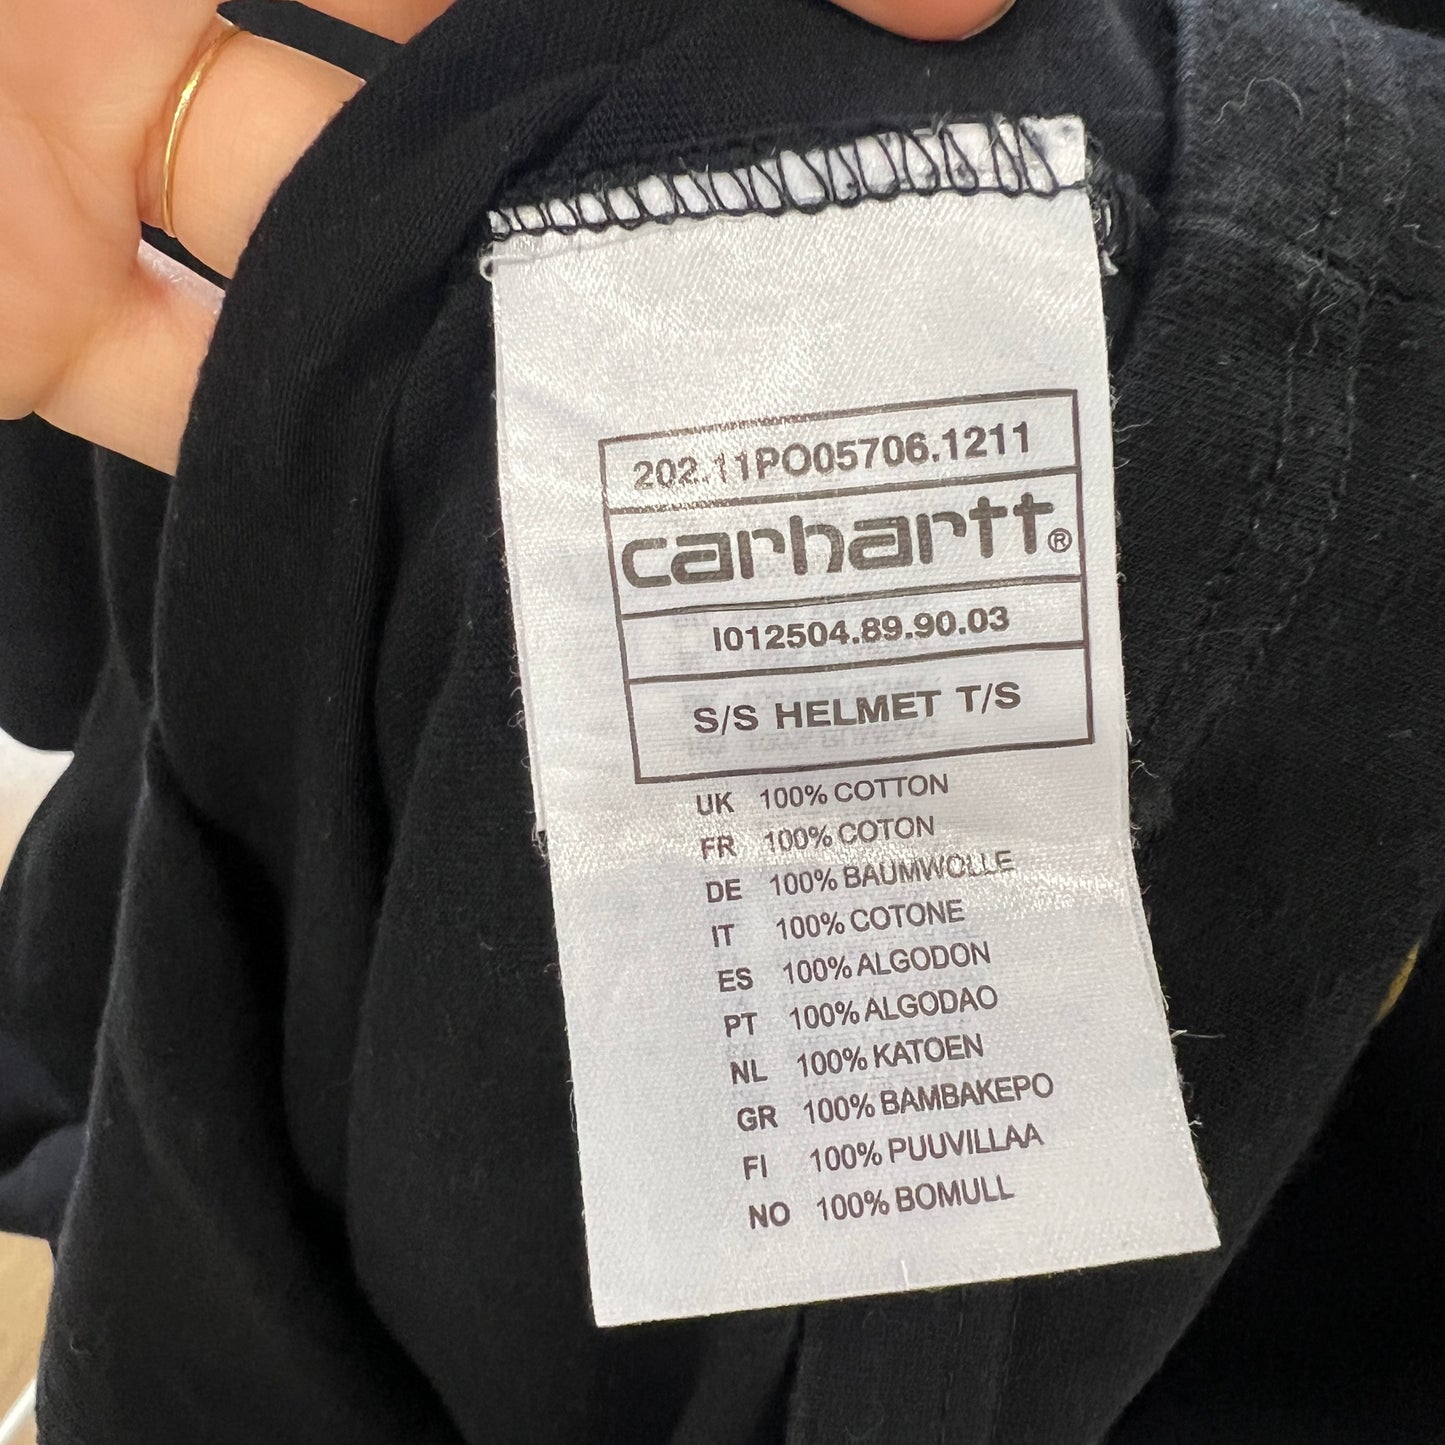 202.11PO05706.1211
carhartt®
I012504.89.90.03
S/S HELMET T/S
UK 100% COTTON
FR 100% COTON
DE 100% BAUMWOLLE
IT 100% COTONE
ES 100% ALGODON
PT 100% ALGODAO
NL 100% KATOEN
GR 100% BAMBAKEPO
FI 100% PUUVILLAA
NO 100% BOMULL